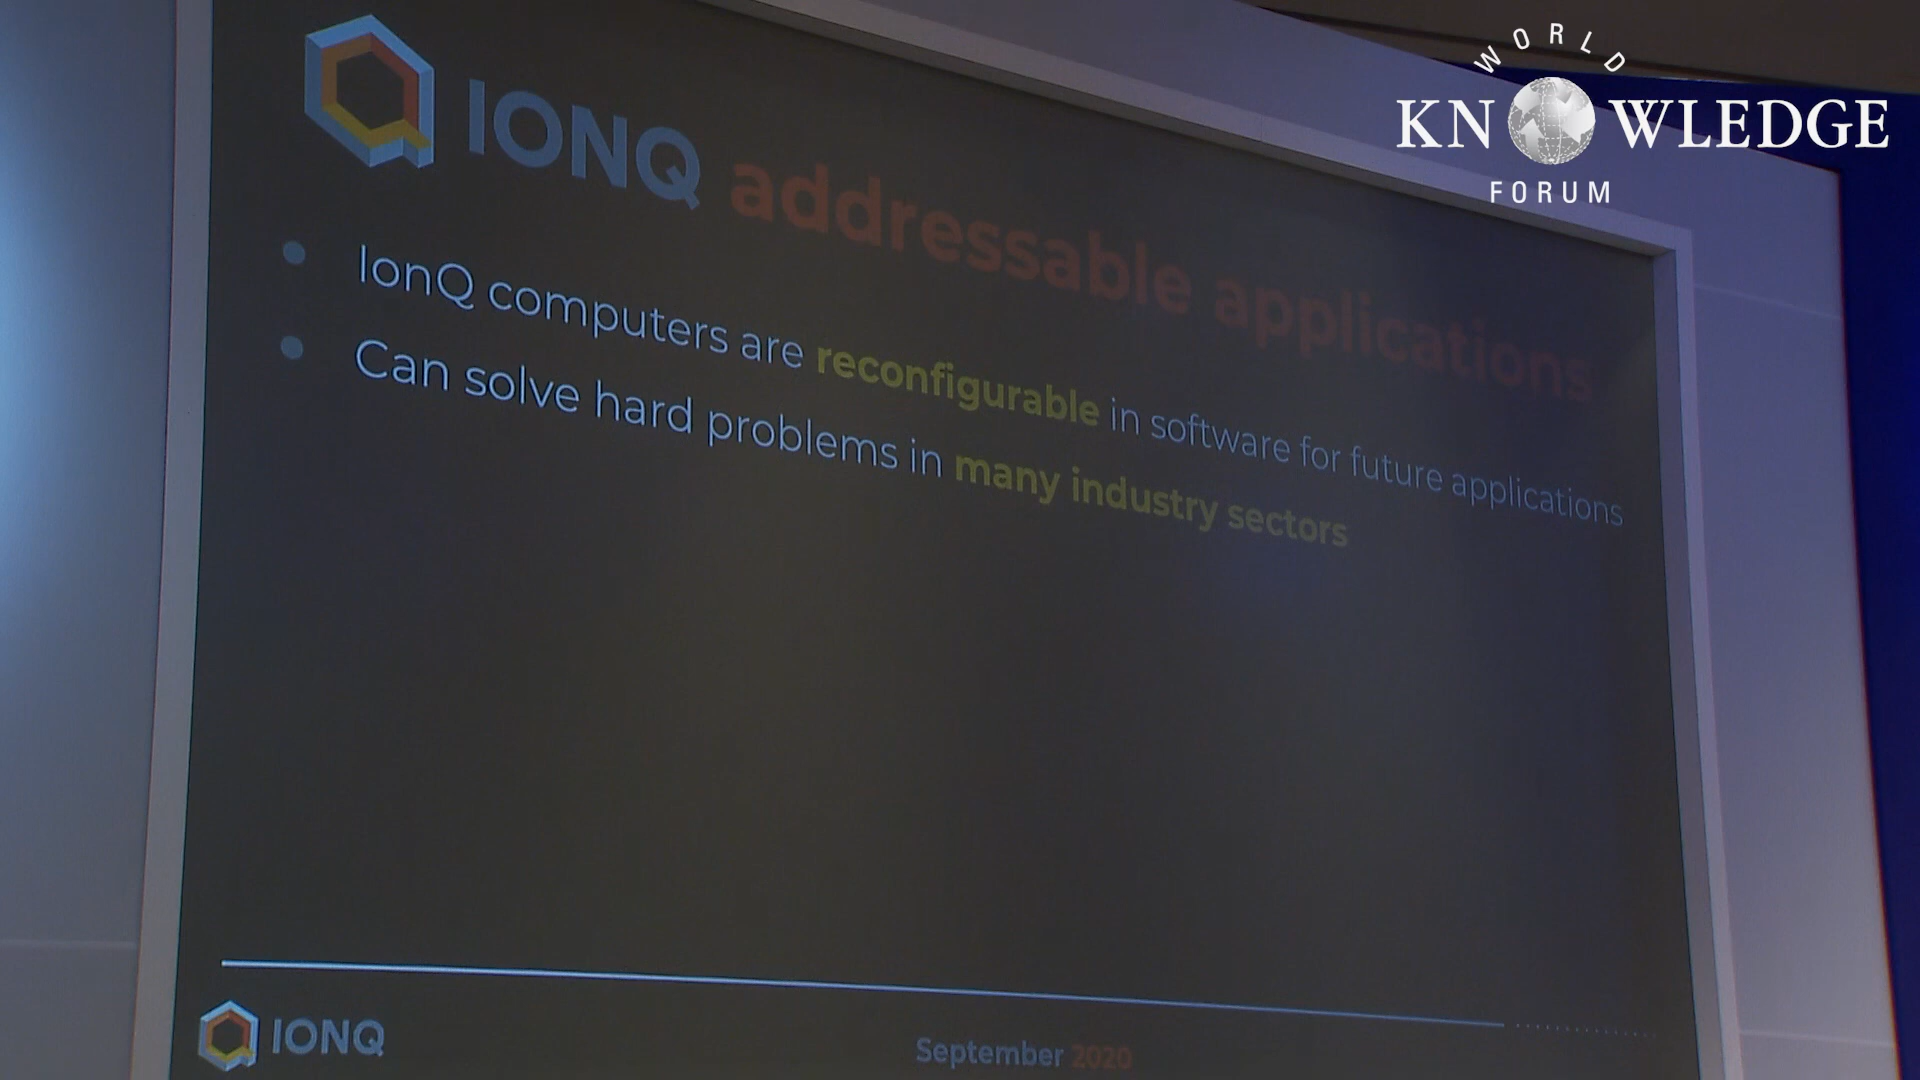 WORLD
KNOWLEDGE
FORUM
IONQ addressable applications
IonQ computers are reconfigurable in software for future applications
Can solve hard problems in many industry sectors
IONQ
September 2020